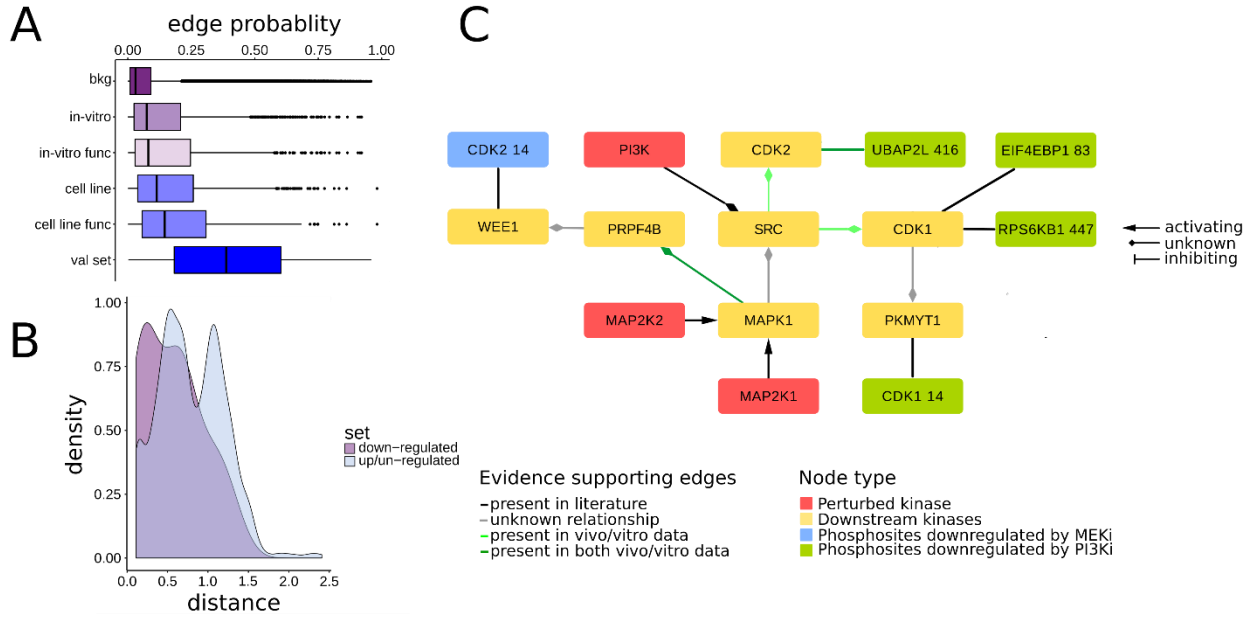 A
edge probablity
0.00 0.25 0.50 0.75 1.00
bkg
in-vitro
in-vitro func
cell line
cell line func
val set
B
1.00
0.75
0.50
0.25
0.00
density
0.0 0.5 1.0 1.5 2.0 2.5
distance
set
down-regulated
up/un-regulated
C
CDK2 14 PI3K CDK2 UBAP2L 416 EIF4EBP1 83
WEE1 PRPF4B SRC CDK1 RPS6KB1 447
MAP2K2 MAPK1 PKMYT1
MAP2K1 CDK1 14
activating
unknown
inhibiting
Evidence supporting edges
present in literature
unknown relationship
present in vivo/vitro data
present in both vivo/vitro data
Node type
Perturbed kinase
Downstream kinases
Phosphosites downregulated by MEKi
Phosphosites downregulated by PI3Ki